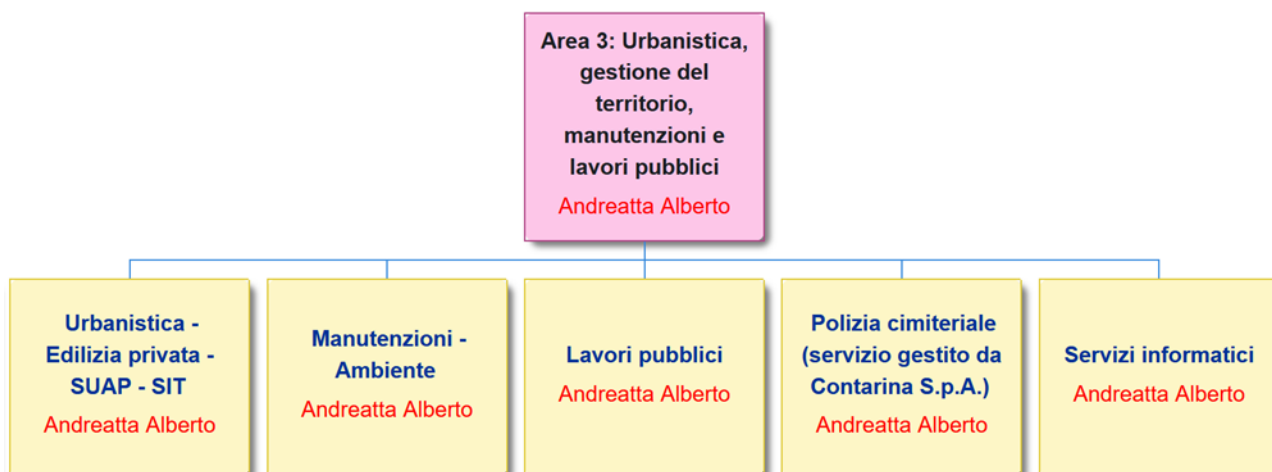 Area 3: Urbanistica,
gestione del
territorio,
manutenzioni e
lavori pubblici
Andreatta Alberto
Urbanistica -
Edilizia privata -
SUAP - SIT
Andreatta Alberto
Manutenzioni -
Ambiente
Andreatta Alberto
Lavori pubblici
Andreatta Alberto
Polizia cimiteriale
(servizio gestito da
Contarina S.p.A.)
Andreatta Alberto
Servizi informatici
Andreatta Alberto